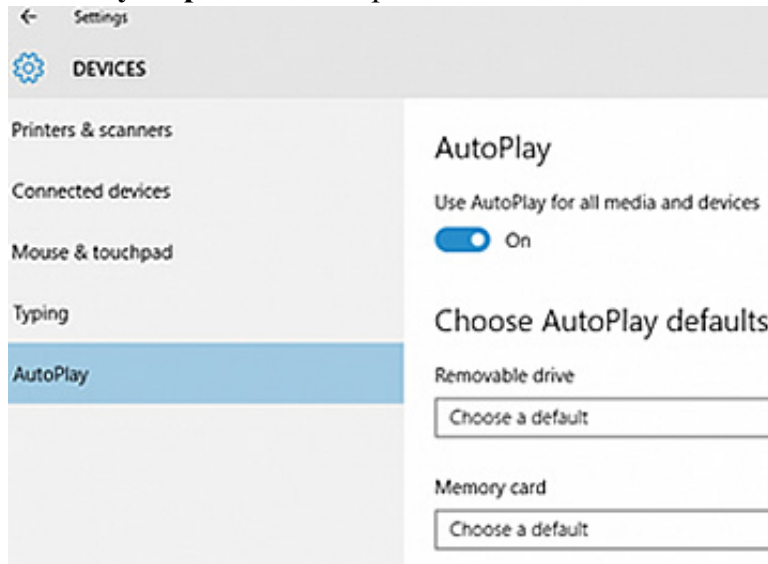 Settings
DEVICES
Printers & scanners
Connected devices
Mouse & touchpad
Typing
AutoPlay
AutoPlay
Use AutoPlay for all media and devices
On
Choose AutoPlay defaults
Removable drive
Choose a default
Memory card
Choose a default